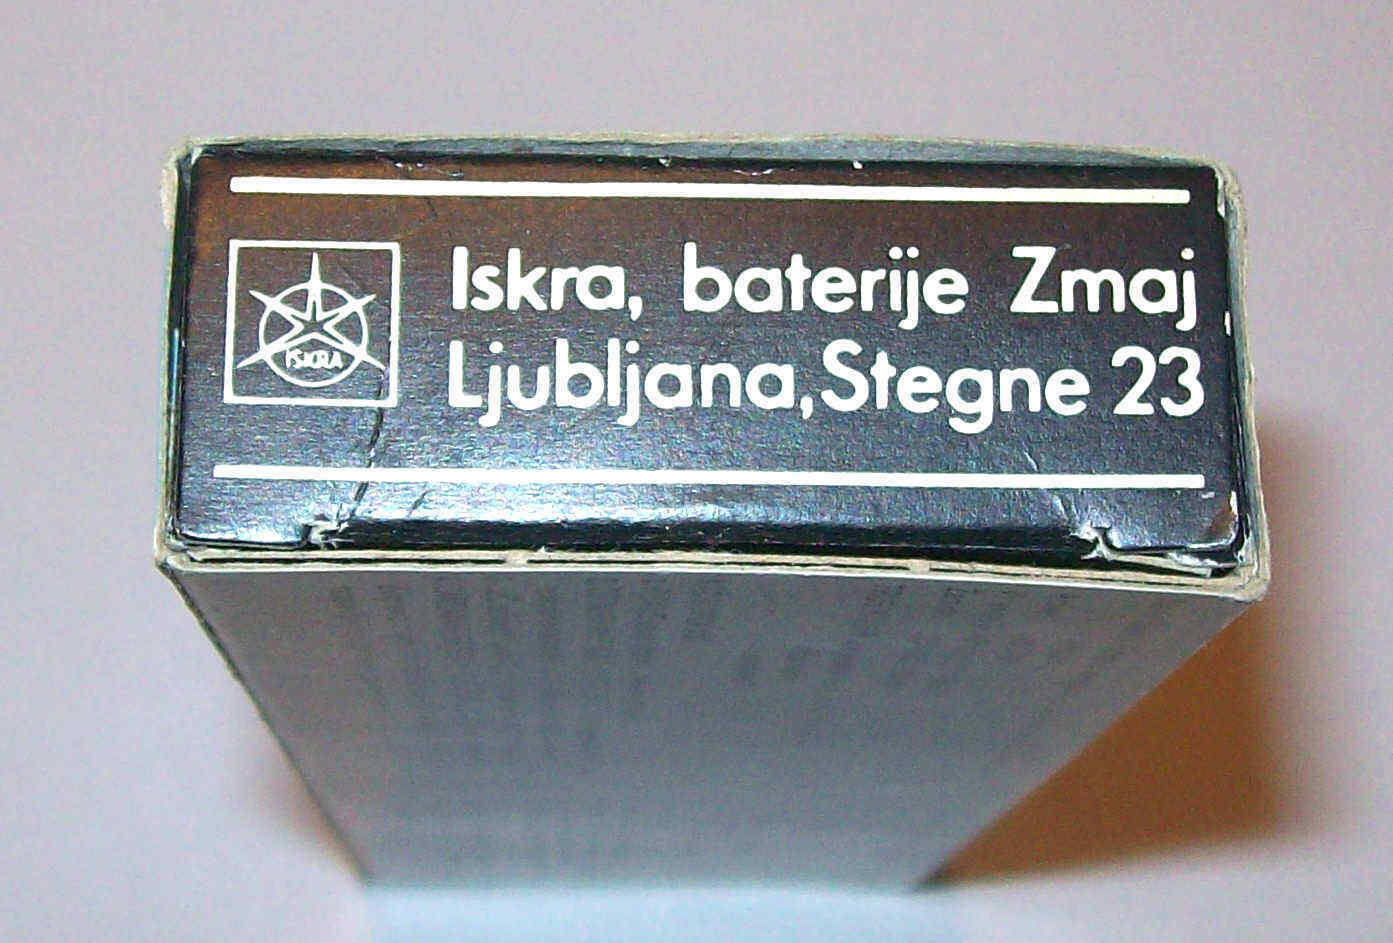 ISKRA
Iskra, baterije Zmaj
Ljubljana, Stegne 23